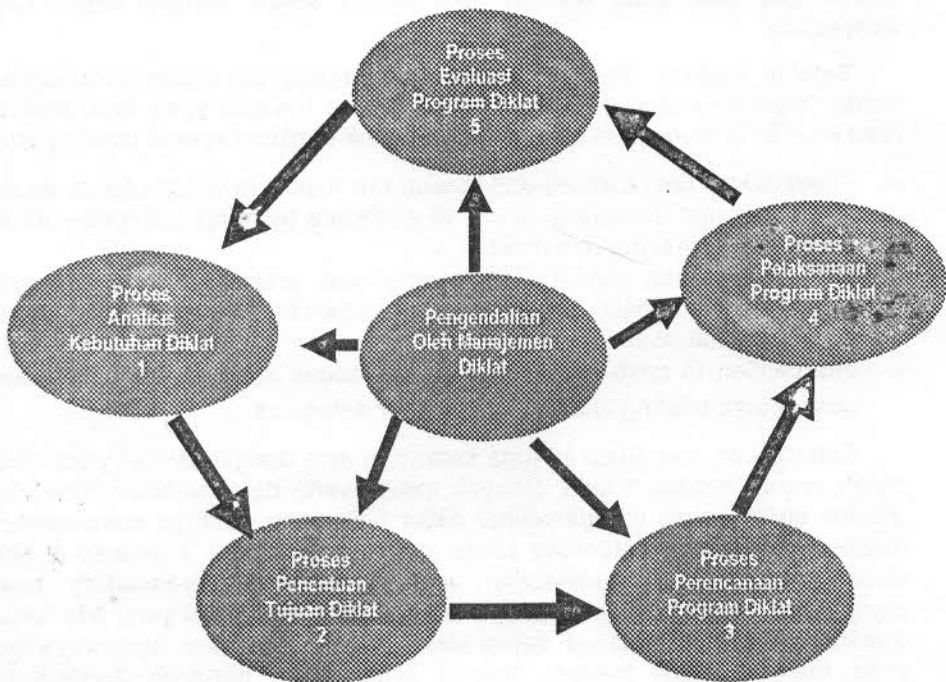 Proses
Evaluasi
Program Diklat
5
Proses
Analisis
Kebutuhan Diklat
1
Pengendalian
Oleh Manajemen
Diklat
Proses
Pelaksanaan
Program Diklat
4
Proses
Penentuan
Tujuan Diklat
2
Proses
Perencanaan
Program Diklat
3